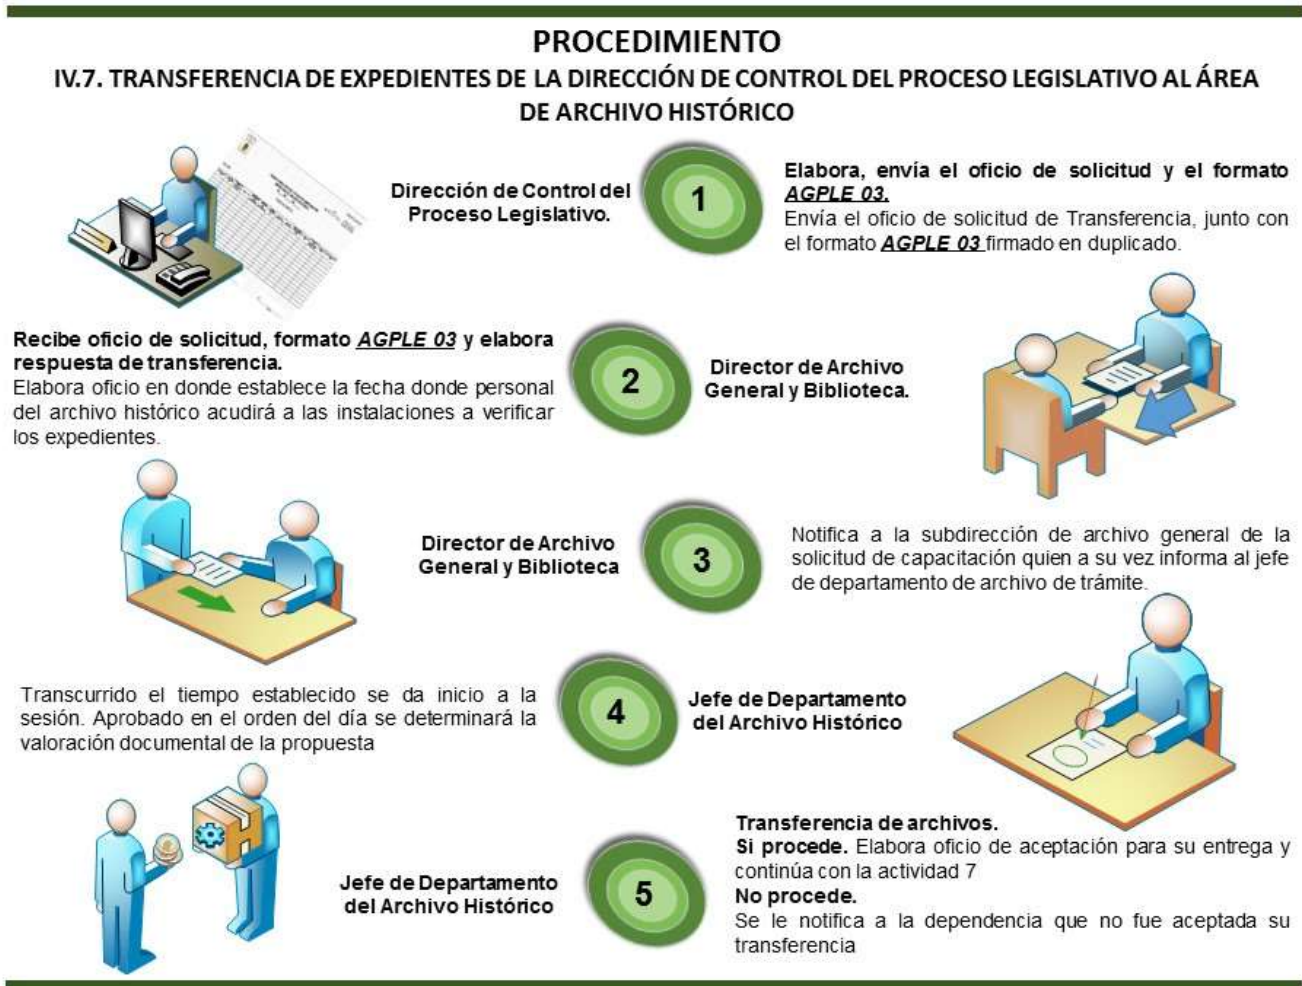 PROCEDIMIENTO
IV.7. TRANSFERENCIA DE EXPEDIENTES DE LA DIRECCIÓN DE CONTROL DEL PROCESO LEGISLATIVO AL ÁREA
DE ARCHIVO HISTÓRICO
Dirección de Control del
Proceso Legislativo.
1
Elabora, envía el oficio de solicitud y el formato
AGPLE 03.
Envía el oficio de solicitud de Transferencia, junto con
el formato AGPLE 03 firmado en duplicado.
Recibe oficio de solicitud, formato AGPLE 03 y elabora
respuesta de transferencia.
Elabora oficio en donde establece la fecha donde personal
del archivo histórico acudirá a las instalaciones a verificar
los expedientes.
2
Director de Archivo
General y Biblioteca.
Director de Archivo
General y Biblioteca
3
Notifica a la subdirección de archivo general de la
solicitud de capacitación quien a su vez informa al jefe
de departamento de archivo de trámite.
Transcurrido el tiempo establecido se da inicio a la
sesión. Aprobado en el orden del día se determinará la
valoración documental de la propuesta
4
Jefe de Departamento
del Archivo Histórico
Jefe de Departamento
del Archivo Histórico
5
Transferencia de archivos.
Si procede. Elabora oficio de aceptación para su entrega y
continúa con la actividad 7
No procede.
Se le notifica a la dependencia que no fue aceptada su
transferencia